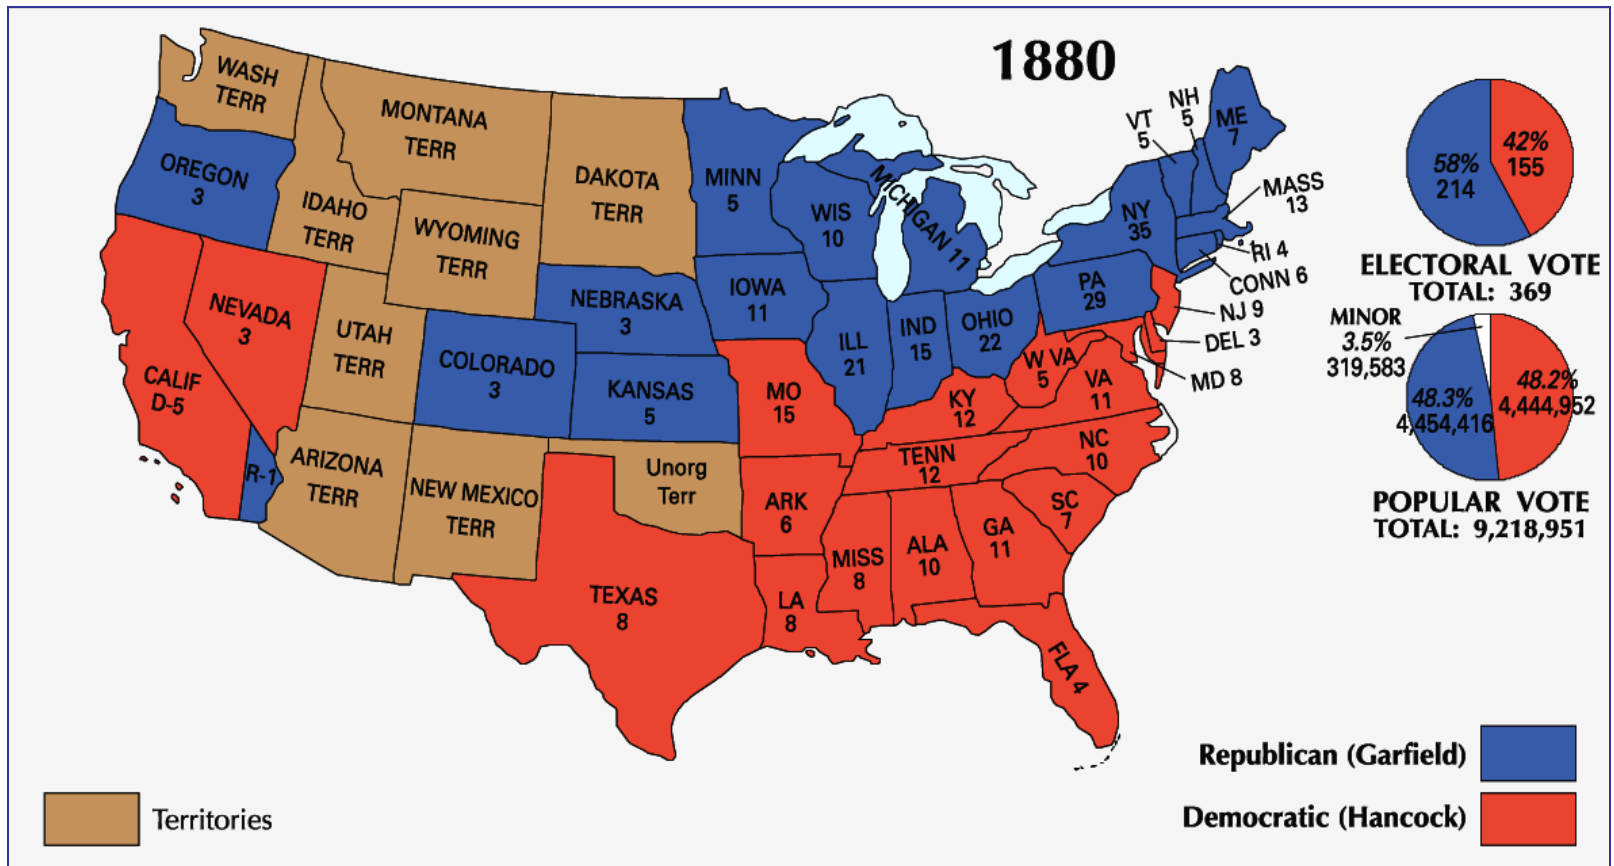 1880
WASH
TERR
MONTANA
TERR
DAKOTA
TERR
OREGON
3
IDAHO
TERR
WYOMING
TERR
MINN
5
WIS
10
MICHIGAN 11
NY
35
VT
5
NH
5
ME
7
MASS
13
RI 4
CONN 6
NJ 9
DEL 3
MD 8
NEVADA
3
UTAH
TERR
COLORADO
3
NEBRASKA
3
KANSAS
5
IOWA
11
ILL
21
IND
15
OHIO
22
PA
29
W VA
5
VA
11
CALIF
D-5
R-1
ARIZONA
TERR
NEW MEXICO
TERR
Unorg
Terr
MO
15
KY
12
TENN
12
NC
10
SC
7
ARK
6
MISS
8
ALA
10
GA
11
TEXAS
8
LA
8
FLA 4
58%
214
42%
155
ELECTORAL VOTE
TOTAL: 369
MINOR
3.5%
319,583
48.3%
4,454,416
48.2%
4,444,952
POPULAR VOTE
TOTAL: 9,218,951
Republican (Garfield)
Democratic (Hancock)
Territories